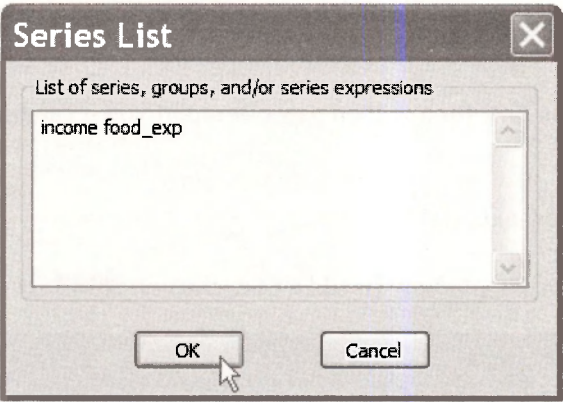 Series List
List of series, groups, and/or series expressions
income food_exp
OK
Cancel